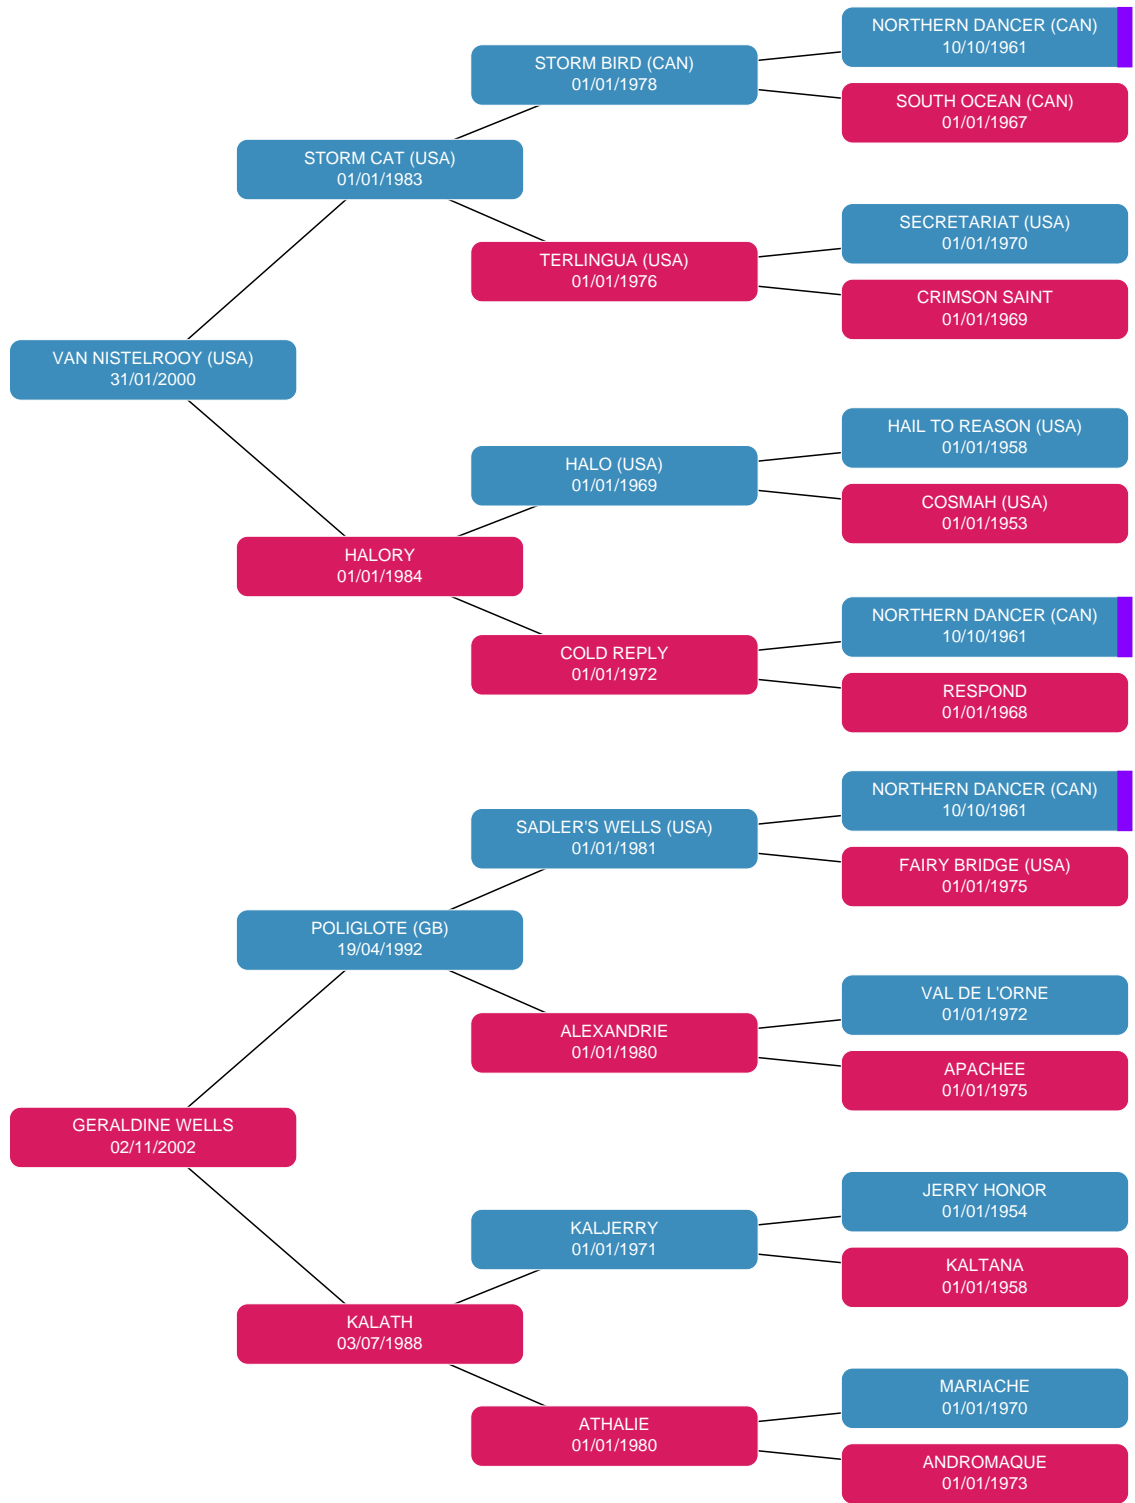 NORTHERN DANCER (CAN)
10/10/1961
STORM BIRD (CAN)
01/01/1978
SOUTH OCEAN (CAN)
01/01/1967
STORM CAT (USA)
01/01/1983
SECRETARIAT (USA)
01/01/1970
TERLINGUA (USA)
01/01/1976
CRIMSON SAINT
01/01/1969
VAN NISTELROOY (USA)
31/01/2000
HAIL TO REASON (USA)
01/01/1958
HALO (USA)
01/01/1969
COSMAH (USA)
01/01/1953
HALORY
01/01/1984
NORTHERN DANCER (CAN)
10/10/1961
COLD REPLY
01/01/1972
RESPOND
01/01/1968
NORTHERN DANCER (CAN)
10/10/1961
SADLER'S WELLS (USA)
01/01/1981
FAIRY BRIDGE (USA)
01/01/1975
POLIGLOTE (GB)
19/04/1992
VAL DE L'ORNE
01/01/1972
ALEXANDRIE
01/01/1980
APACHEE
01/01/1975
GERALDINE WELLS
02/11/2002
JERRY HONOR
01/01/1954
KALJERRY
01/01/1971
KALTANA
01/01/1958
KALATH
03/07/1988
MARIACHE
01/01/1970
ATHALIE
01/01/1980
ANDROMAQUE
01/01/1973